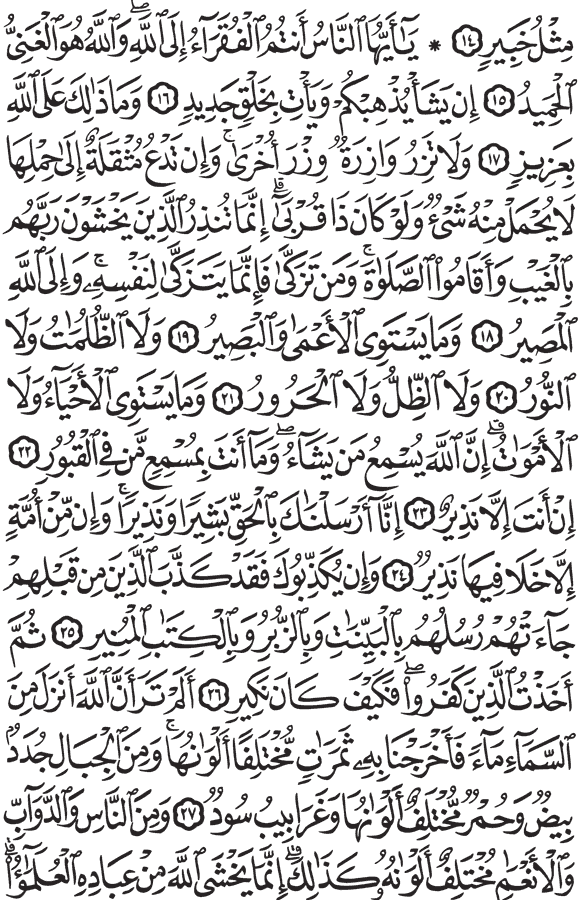 مِثْلُ خَبِيرٍ ١٤ * يَـٰٓأَيُّهَا ٱلنَّاسُ أَنتُمُ ٱلْفُقَرَآءُ إِلَى ٱللَّهِ ۖ وَٱللَّهُ هُوَ ٱلْغَنِىُّ
ٱلْحَمِيدُ ١٥ إِن يَشَأْ يُذْهِبْكُمْ وَيَأْتِ بِخَلْقٍ جَدِيدٍ ١٦ وَمَا ذَٰلِكَ عَلَى ٱللَّهِ
بِعَزِيزٍ ١٧ وَلَا تَزِرُ وَازِرَةٌ وِزْرَ أُخْرَىٰ ۚ وَإِن تَدْعُ مُثْقَلَةٌ إِلَىٰ حِمْلِهَا
لَا يُحْمَلْ مِنْهُ شَىْءٌ وَلَوْ كَانَ ذَا قُرْبَىٰٓ ۗ إِنَّمَا تُنذِرُ ٱلَّذِينَ يَخْشَوْنَ رَبَّهُم
بِٱلْغَيْبِ وَأَقَامُوا۟ ٱلصَّلَوٰةَ ۚ وَمَن تَزَكَّىٰ فَإِنَّمَا يَتَزَكَّىٰ لِنَفْسِهِۦ ۚ وَإِلَى ٱللَّهِ
ٱلْمَصِيرُ ١٨ وَمَا يَسْتَوِى ٱلْأَعْمَىٰ وَٱلْبَصِيرُ ١٩ وَلَا ٱلظُّلُمَـٰتُ وَلَا
ٱلنُّورُ ٢٠ وَلَا ٱلظِّلُّ وَلَا ٱلْحَرُورُ ٢١ وَمَا يَسْتَوِى ٱلْأَحْيَآءُ وَلَا
ٱلْأَمْوَٰتُ ۚ إِنَّ ٱللَّهَ يُسْمِعُ مَن يَشَآءُ ۖ وَمَآ أَنتَ بِمُسْمِعٍ مَّن فِى ٱلْقُبُورِ ٢٢
إِنْ أَنتَ إِلَّا نَذِيرٌ ٢٣ إِنَّآ أَرْسَلْنَـٰكَ بِٱلْحَقِّ بَشِيرًا وَنَذِيرًا ۚ وَإِن مِّنْ أُمَّةٍ
إِلَّا خَلَا فِيهَا نَذِيرٌ ٢٤ وَإِن يُكَذِّبُوكَ فَقَدْ كَذَّبَ ٱلَّذِينَ مِن قَبْلِهِمْ
جَآءَتْهُمْ رُسُلُهُم بِٱلْبَيِّنَـٰتِ وَبِٱلزُّبُرِ وَبِٱلْكِتَـٰبِ ٱلْمُنِيرِ ٢٥ ثُمَّ
أَخَذْتُ ٱلَّذِينَ كَفَرُوا۟ ۖ فَكَيْفَ كَانَ نَكِيرِ ٢٦ أَلَمْ تَرَ أَنَّ ٱللَّهَ أَنزَلَ مِنَ
ٱلسَّمَآءِ مَآءً فَأَخْرَجْنَا بِهِۦ ثَمَرَٰتٍ مُّخْتَلِفًا أَلْوَٰنُهَا ۚ وَمِنَ ٱلْجِبَالِ جُدَدٌۢ
بِيضٌ وَحُمْرٌ مُّخْتَلِفٌ أَلْوَٰنُهَا وَغَرَابِيبُ سُودٌ ٢٧ وَمِنَ ٱلنَّاسِ وَٱلدَّوَآبِّ
وَٱلْأَنْعَـٰمِ مُخْتَلِفٌ أَلْوَٰنُهُۥ كَذَٰلِكَ ۗ إِنَّمَا يَخْشَى ٱللَّهَ مِنْ عِبَادِهِ ٱلْعُلَمَـٰٓؤُا۟ ۗ